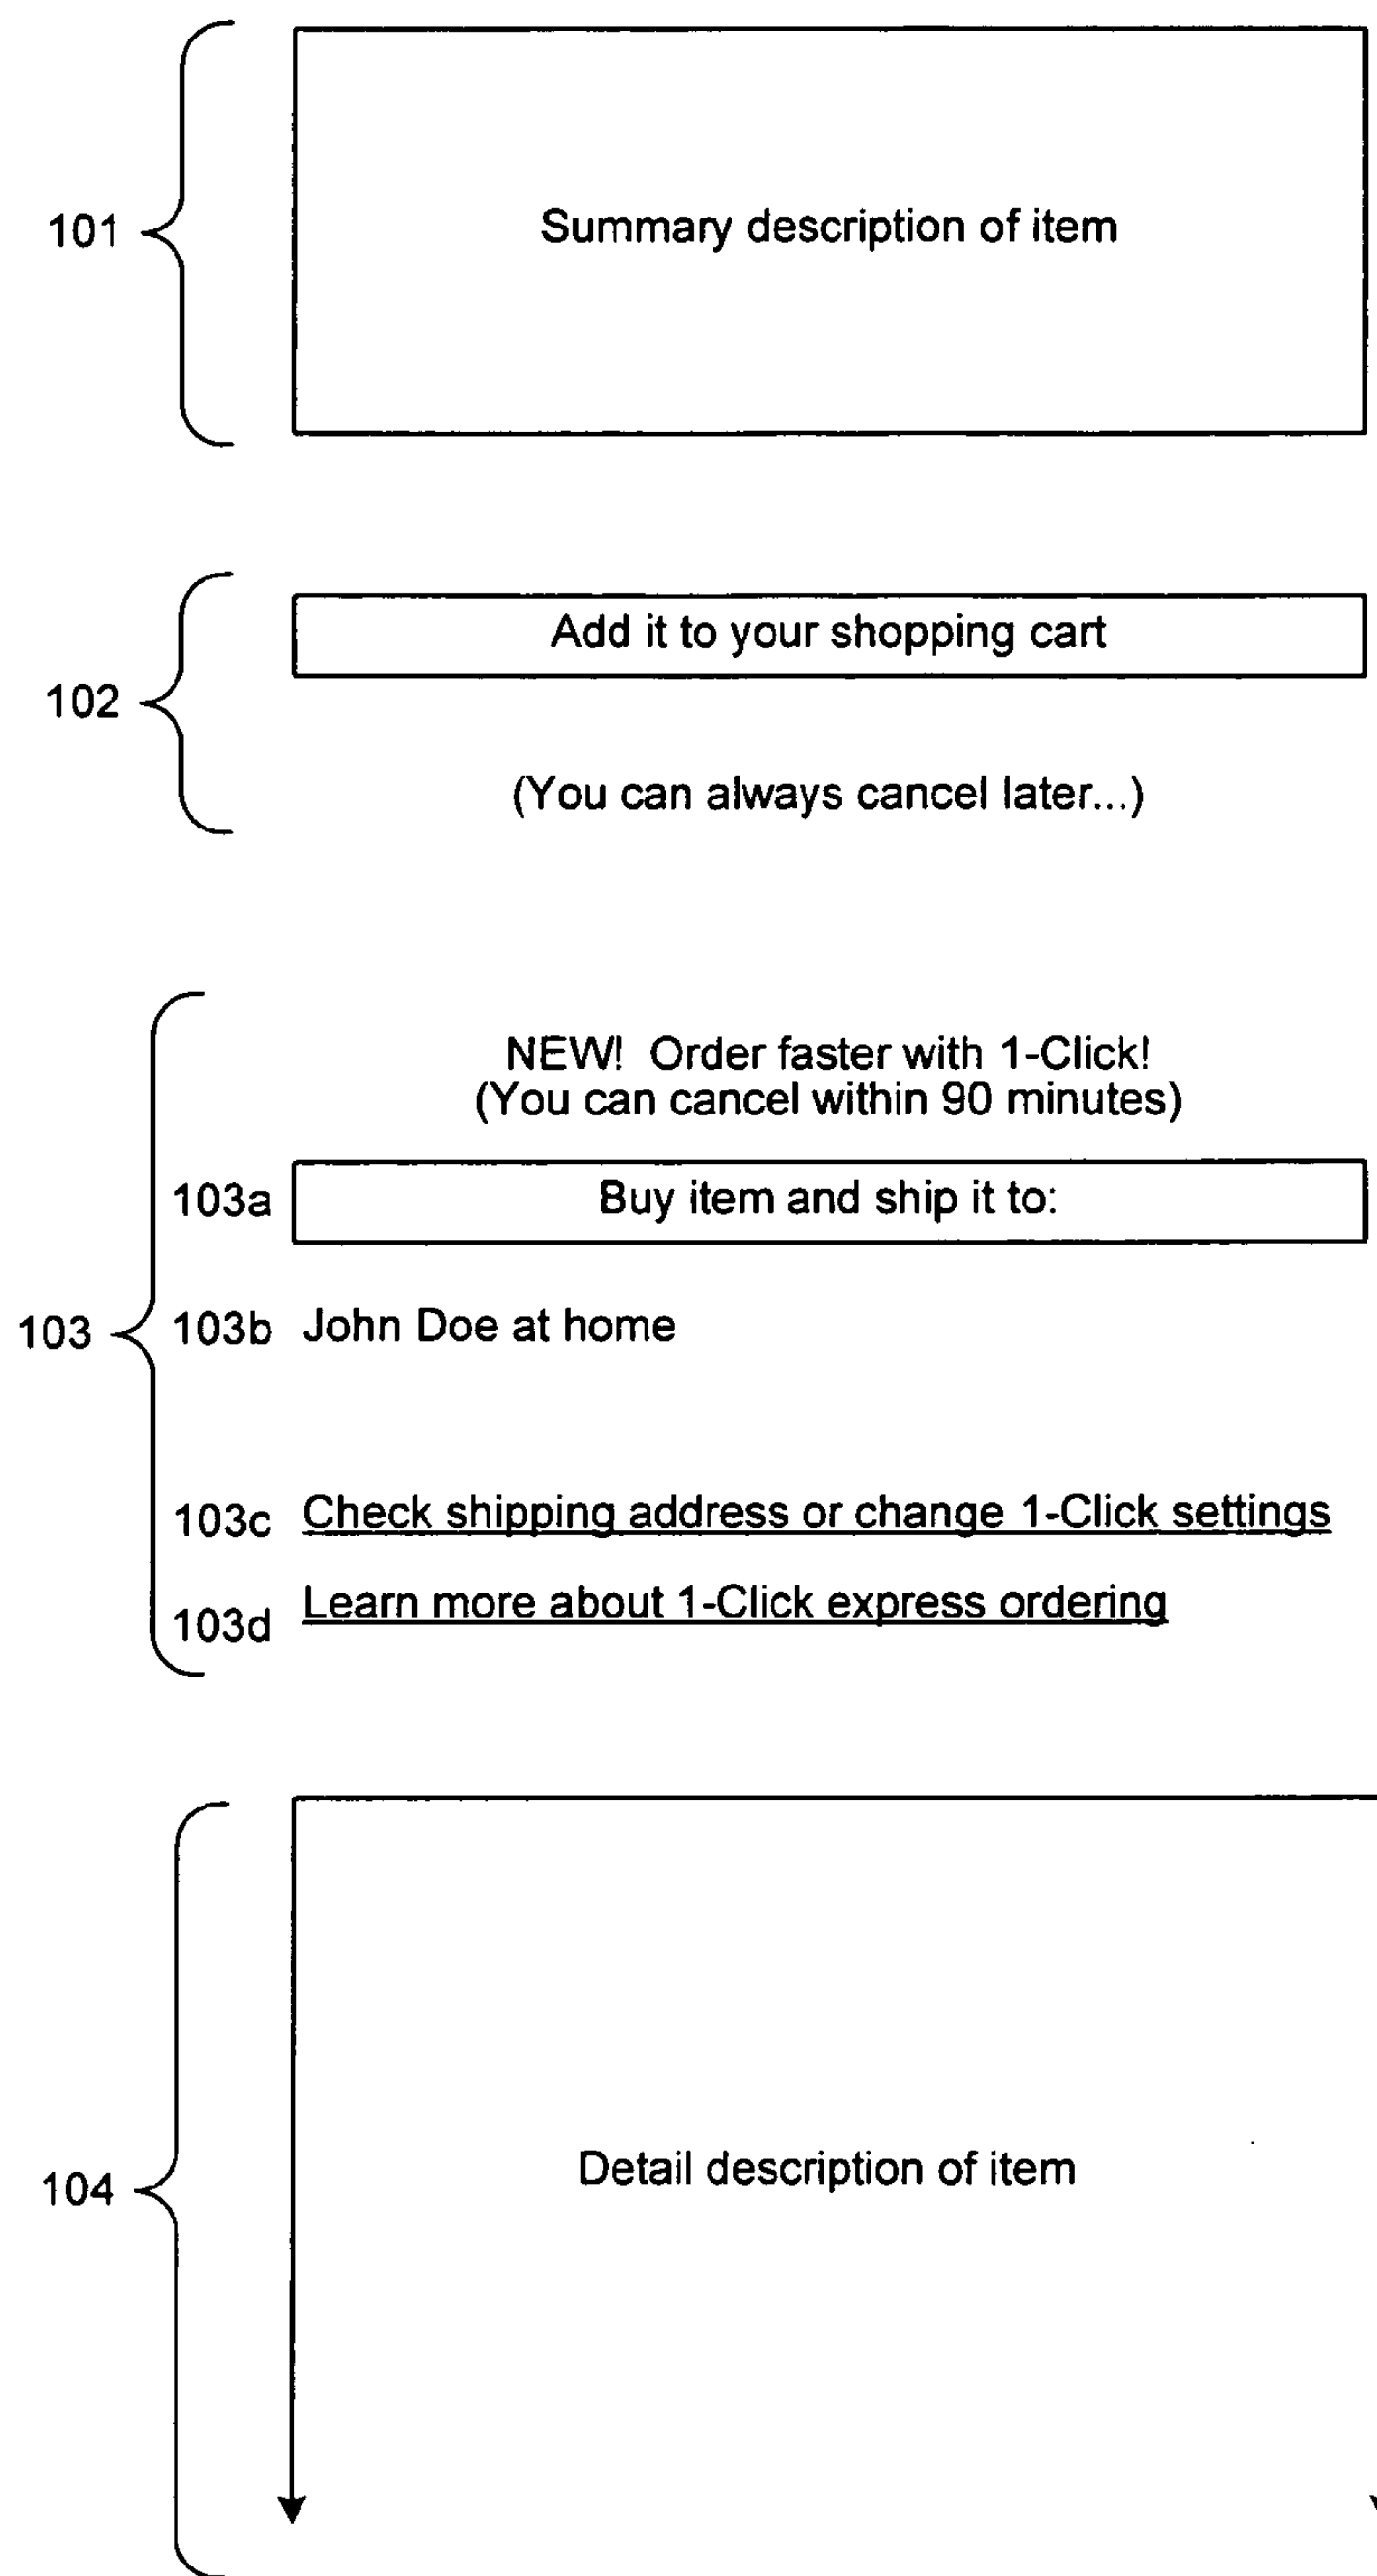 101
Summary description of item
102
Add it to your shopping cart
(You can always cancel later...)
103
NEW!  Order faster with 1-Click!
(You can cancel within 90 minutes)
103a Buy item and ship it to:
103b John Doe at home
103c Check shipping address or change 1-Click settings
103d Learn more about 1-Click express ordering
104
Detail description of item